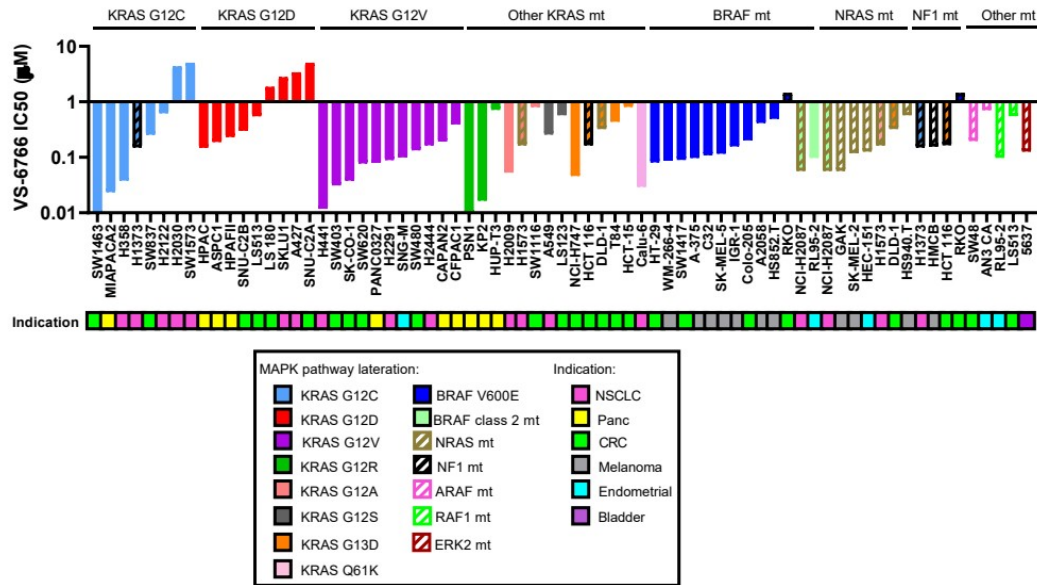 KRAS G12C
KRAS G12D
KRAS G12V
Other KRAS mt
BRAF mt
NRAS mt
NF1 mt
Other mt
VS-6766 IC50 (μM)
10
1
0.1
0.01
SW1463
MIAPACA2
H358
H1373
SW837
H2122
H2030
SW1573
HPAC
ASPC1
HPAFII
SNU-C2B
LS513
LS 180
SKLU1
A427
SNU-C2A
H441
SW403
SK-CO-1
SW620
PANC0327
H2291
SNG-M
SW480
H2444
CAPAN2
CFPAC1
PSN1
KP2
HUP-T3
H2009
H1573
SW1116
A549
LS123
NCI-H747
HCT 116
DLD-1
T84
HCT-15
Calu-6
HT-29
WM-266-4
SW1417
A-375
C32
SK-MEL-5
IGR-1
Colo-205
A2058
HS852.T
RKO
NCI-H2087
RL95-2
NCI-H2087
GAK
SK-MEL-2
HEC-151
H1573
DLD-1
HS940.T
H1373
HMCB
HCT 116
RKO
SW48
AN3 CA
RL95-2
LS513
5637
Indication
MAPK pathway lateration:
KRAS G12C
KRAS G12D
KRAS G12V
KRAS G12R
KRAS G12A
KRAS G12S
KRAS G13D
KRAS Q61K
BRAF V600E
BRAF class 2 mt
NRAS mt
NF1 mt
ARAF mt
RAF1 mt
ERK2 mt
Indication:
NSCLC
Panc
CRC
Melanoma
Endometrial
Bladder